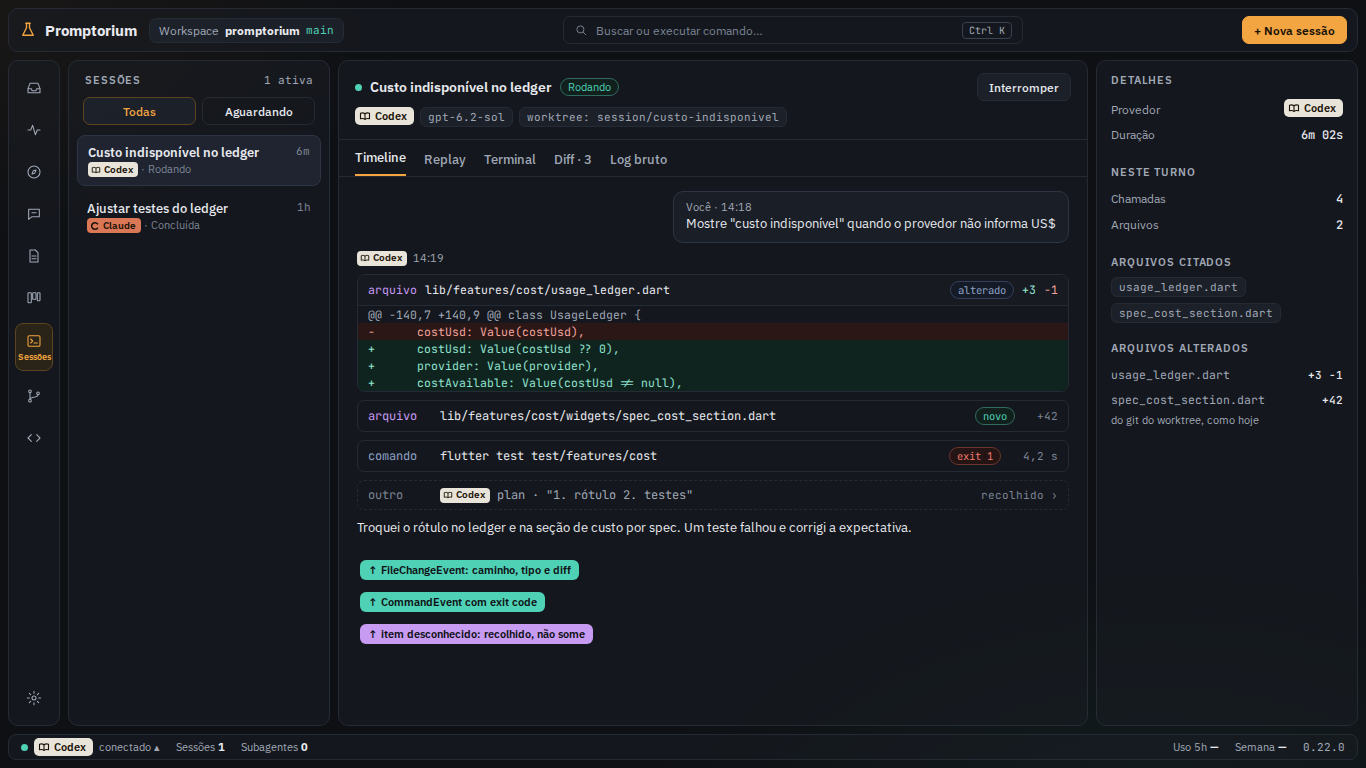 Promptorium
Workspace promptorium main
Buscar ou executar comando...
Ctrl K
+ Nova sessão
Sessões
SESSÕES
1 ativa
Todas
Aguardando
Custo indisponível no ledger
6m
Codex · Rodando
Ajustar testes do ledger
1h
Claude · Concluída
Custo indisponível no ledger
Rodando
Interromper
Codex
gpt-6.2-sol
worktree: session/custo-indisponivel
Timeline
Replay
Terminal
Diff · 3
Log bruto
Você · 14:18
Mostre "custo indisponível" quando o provedor não informa US$
Codex 14:19
arquivo lib/features/cost/usage_ledger.dart
alterado +3 -1
@@ -140,7 +140,9 @@ class UsageLedger {
- costUsd: Value(costUsd),
+ costUsd: Value(costUsd ?? 0),
+ provider: Value(provider),
+ costAvailable: Value(costUsd != null),
arquivo lib/features/cost/widgets/spec_cost_section.dart
novo +42
comando flutter test test/features/cost
exit 1 4,2 s
outro Codex plan · "1. rótulo 2. testes"
recolhido ›
Troquei o rótulo no ledger e na seção de custo por spec. Um teste falhou e corrigi a expectativa.
↑ FileChangeEvent: caminho, tipo e diff
↑ CommandEvent com exit code
↑ Item desconhecido: recolhido, não some
DETALHES
Provedor Codex
Duração 6m 02s
NESTE TURNO
Chamadas 4
Arquivos 2
ARQUIVOS CITADOS
usage_ledger.dart
spec_cost_section.dart
ARQUIVOS ALTERADOS
usage_ledger.dart +3 -1
spec_cost_section.dart +42
do git do worktree, como hoje
Codex conectado ▴
Sessões 1
Subagentes 0
Uso 5h —
Semana —
0.22.0